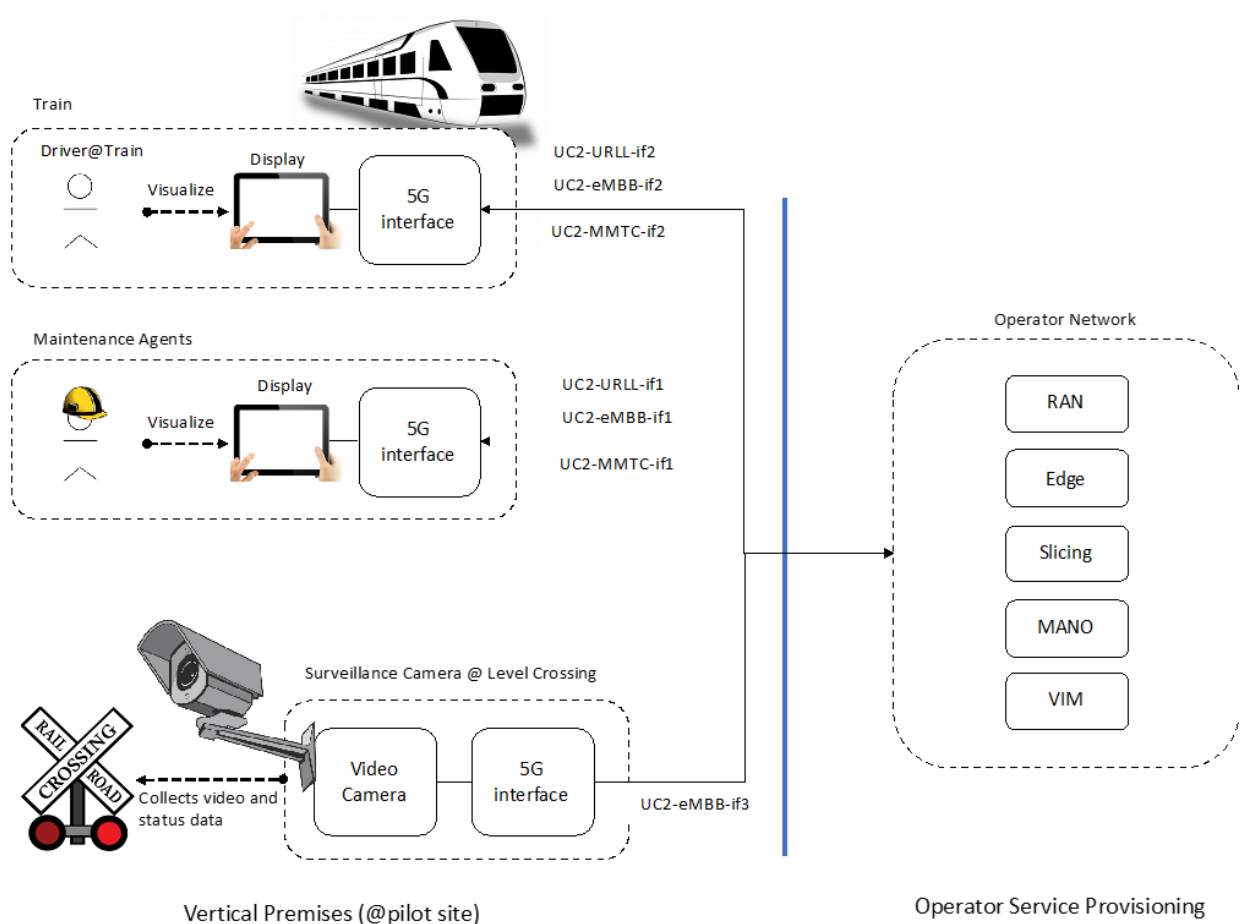 Train
Driver@Train
Visualize
Display
5G
interface
UC2-URLL-if2
UC2-eMBB-if2
UC2-MMTC-if2
Maintenance Agents
Visualize
Display
5G
interface
UC2-URLL-if1
UC2-eMBB-if1
UC2-MMTC-if1
Surveillance Camera @ Level Crossing
Video
Camera
5G
interface
UC2-eMBB-if3
RAIL
ROAD
CROSSING
Collects video and
status data
Vertical Premises (@pilot site)
Operator Network
RAN
Edge
Slicing
MANO
VIM
Operator Service Provisioning